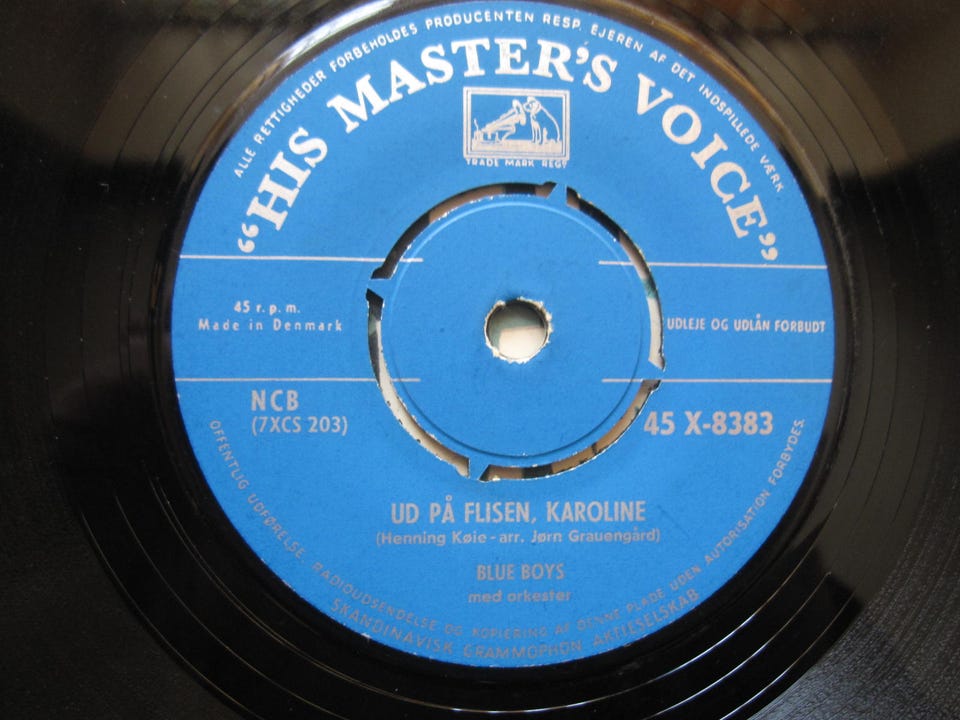 ALLE RETTIGHEDER FORBEHOLDES PRODUCENTEN RESP. EJEREN AF DET INDSPILLEDE VÆRK
"HIS MASTER'S VOICE"
TRADE MARK REGT
45 r.p.m.
Made in Denmark
UDLEJE OG UDLÅN FORBUDT
NCB
(7XCS 203)
45 X-8383
UD PÅ FLISEN, KAROLINE
(Henning Køie - arr. Jørn Grauengård)
BLUE BOYS
med orkester
OFFENTLIG UDFØRELSE, RADIOUDSENDELSE OG KOPIERING AF DENNE PLADE UDEN AUTORISATION FORBYDES.
SKANDINAVISK GRAMMOPHON AKTIESELSKAB